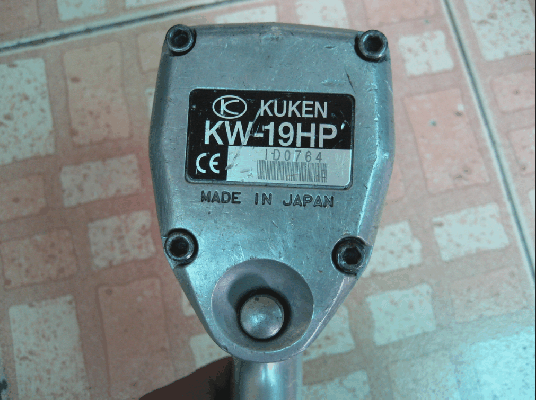 K KUKEN
KW-19HP
CE ID0764
MADE IN JAPAN